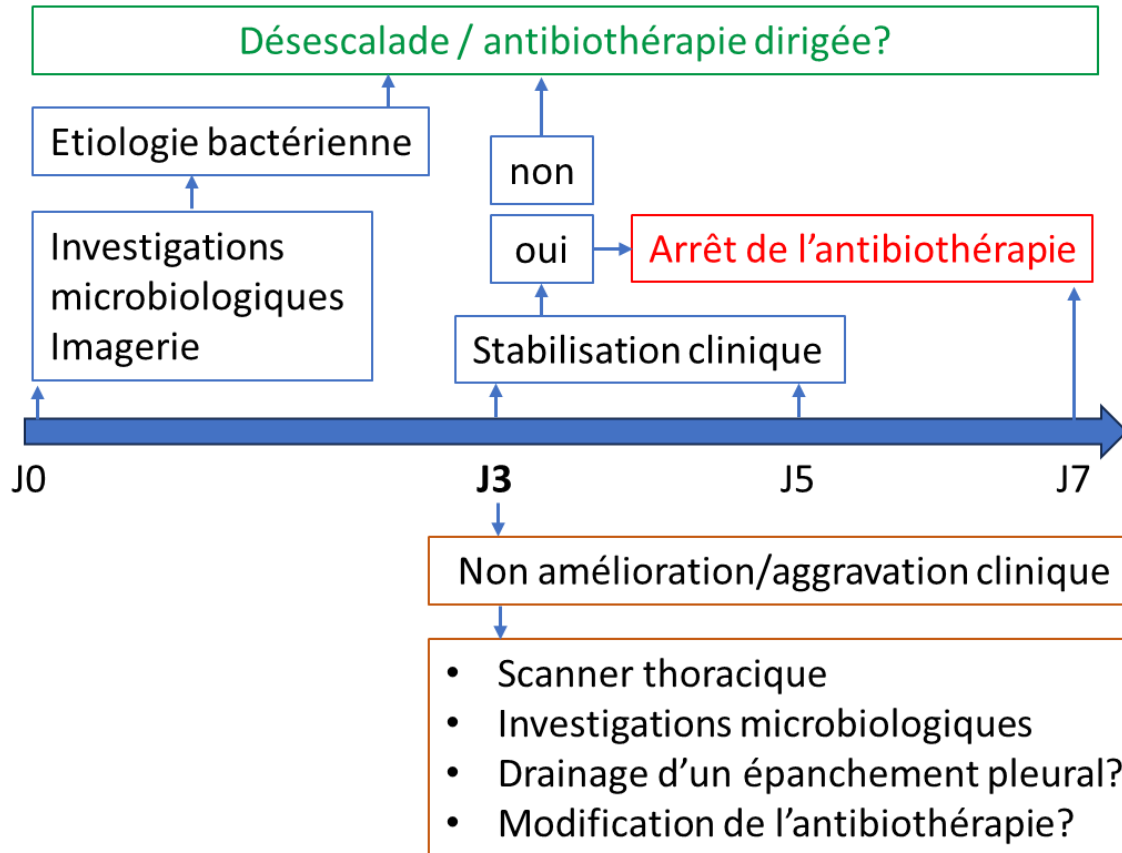 Désescalade / antibiothérapie dirigée?
Etiologie bactérienne
non
Investigations
microbiologiques
Imagerie
oui
Arrêt de l’antibiothérapie
Stabilisation clinique
J0
J3
J5
J7
Non amélioration/aggravation clinique
• Scanner thoracique
• Investigations microbiologiques
• Drainage d’un épanchement pleural?
• Modification de l’antibiothérapie?